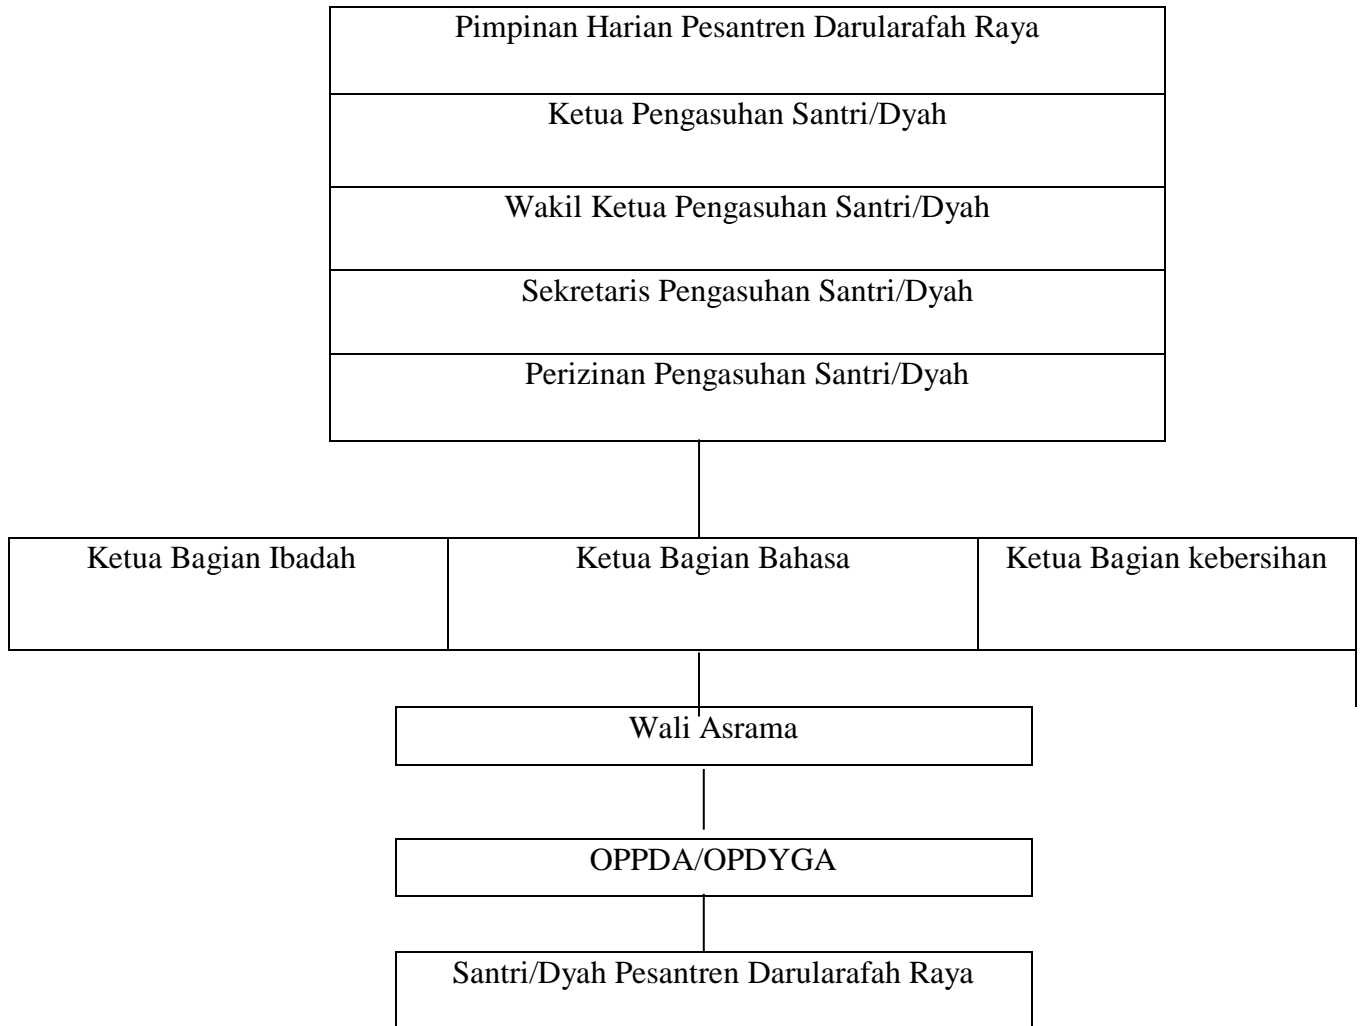 Pimpinan Harian Pesantren Darularafah Raya
Ketua Pengasuhan Santri/Dyah
Wakil Ketua Pengasuhan Santri/Dyah
Sekretaris Pengasuhan Santri/Dyah
Perizinan Pengasuhan Santri/Dyah
Ketua Bagian Ibadah
Ketua Bagian Bahasa
Ketua Bagian kebersihan
Wali Asrama
OPPDA/OPDYGA
Santri/Dyah Pesantren Darularafah Raya